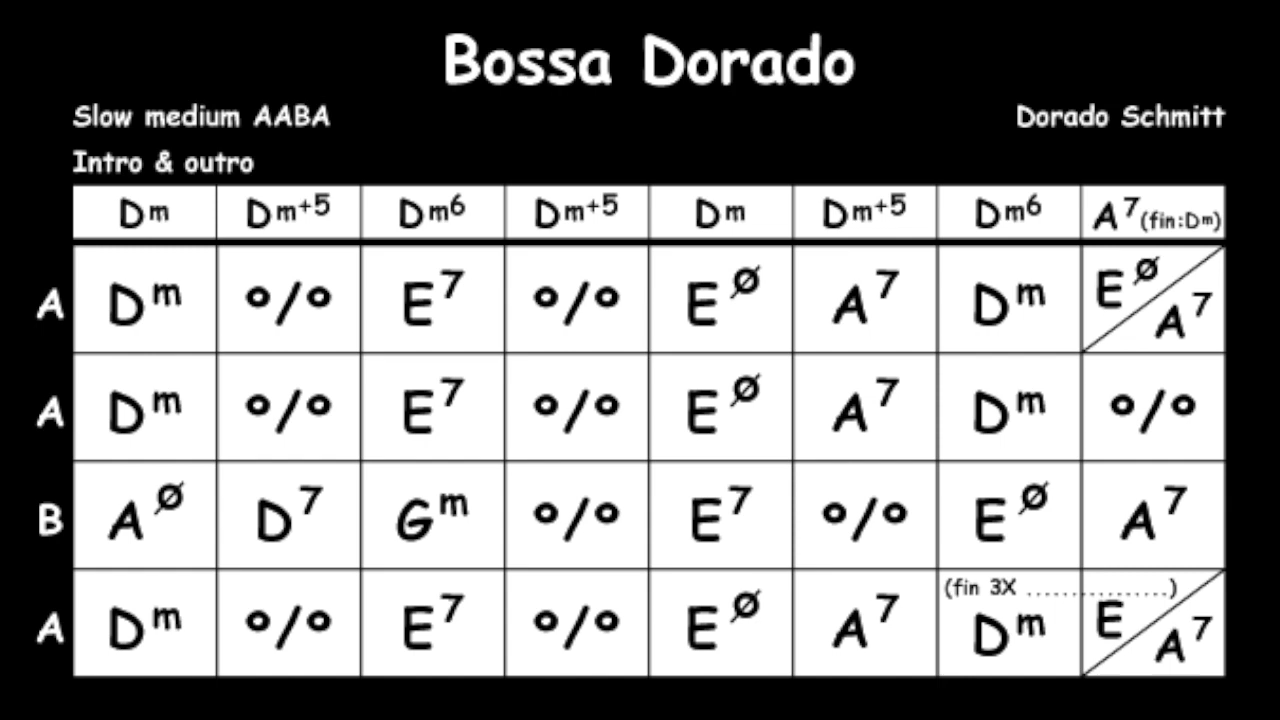 Bossa Dorado
Slow medium AABA Dorado Schmitt
Intro & outro
Dm Dm+5 Dm6 Dm+5 Dm Dm+5 Dm6 A7(fin:Dm)
A Dm o/o E7 o/o EØ A7 Dm EØ A7
A Dm o/o E7 o/o EØ A7 Dm o/o
B AØ D7 Gm o/o E7 o/o EØ A7
(fin 3X ................)
A Dm o/o E7 o/o EØ A7 Dm E A7